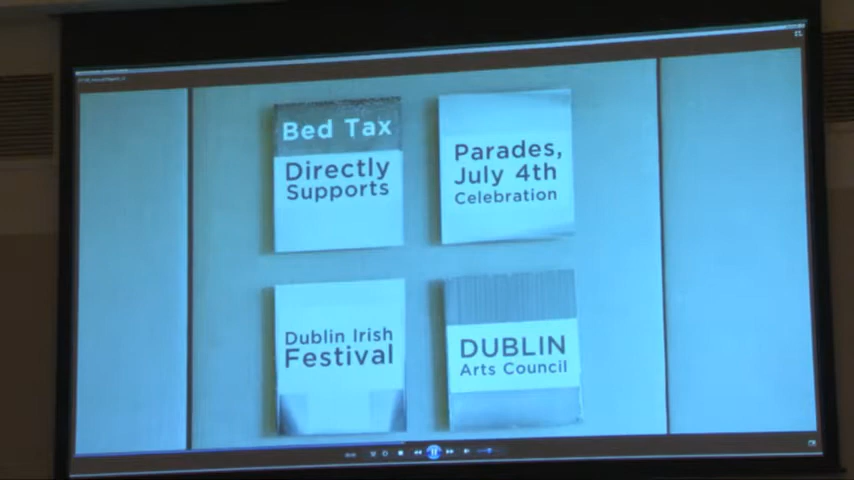 Bed Tax
Directly
Supports
Parades,
July 4th
Celebration
Dublin Irish
Festival
DUBLIN
Arts Council